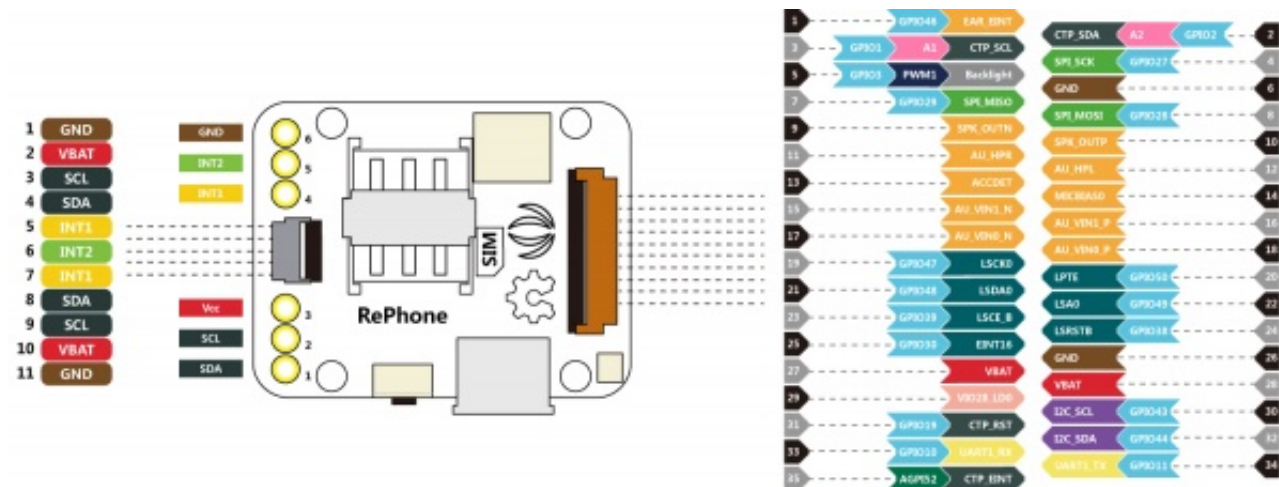 1 GND
2 VBAT
3 SCL
4 SDA
5 INT1
6 INT2
7 INT1
8 SDA
9 SCL
10 VBAT
11 GND
GND 6
INT2 5
INT1 4
Vcc 3
SCL 2
SDA 1
SIM
RePhone
1 GPIO46 EAR_EINT
3 GPIO1 A1 CTP_SCL
5 GPIO3 PWM1 Backlight
7 GPIO29 SPI_MISO
9 SPK_OUTN
11 AU_HPR
13 ACCDET
15 AU_VIN1_N
17 AU_VIN0_N
19 GPIO47 LSCK0
21 GPIO48 LSDA0
23 GPIO39 LSCE_B
25 GPIO30 EINT16
27 VBAT
29 VIO28_LD0
31 GPIO19 CTP_RST
33 GPIO10 UART1_RX
35 AGPI52 CTP_EINT
CTP_SDA A2 GPIO2 2
SPI_SCK GPIO27 4
GND 6
SPI_MOSI GPIO28 8
SPK_OUTP 10
AU_HPL 12
MICBIAS0 14
AU_VIN1_P 16
AU_VIN0_P 18
LPTE GPIO50 20
LSA0 GPIO49 22
LSRSTB GPIO38 24
GND 26
VBAT 28
I2C_SCL GPIO43 30
I2C_SDA GPIO44 32
UART1_TX GPIO11 34